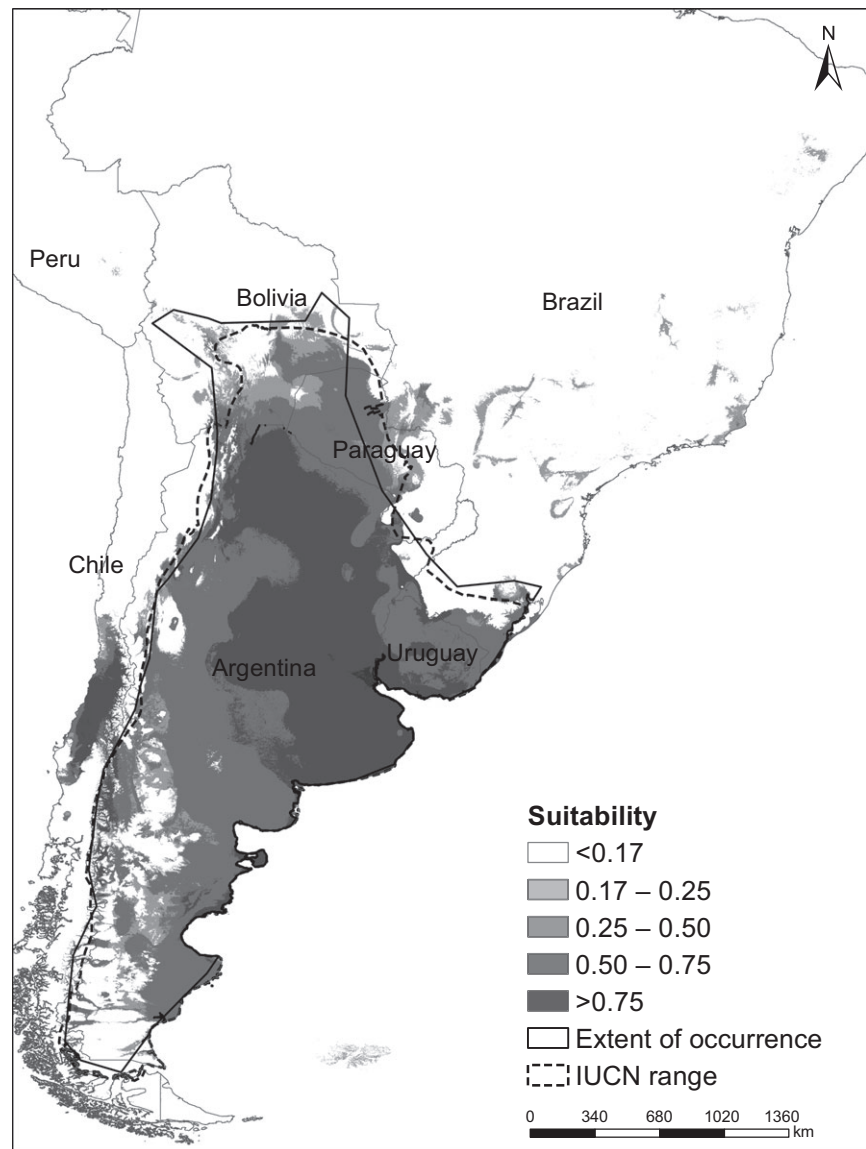 N
Peru
Bolivia
Brazil
Paraguay
Chile
Argentina
Uruguay
Suitability
<0.17
0.17 – 0.25
0.25 – 0.50
0.50 – 0.75
>0.75
Extent of occurrence
IUCN range
0 340 680 1020 1360
km